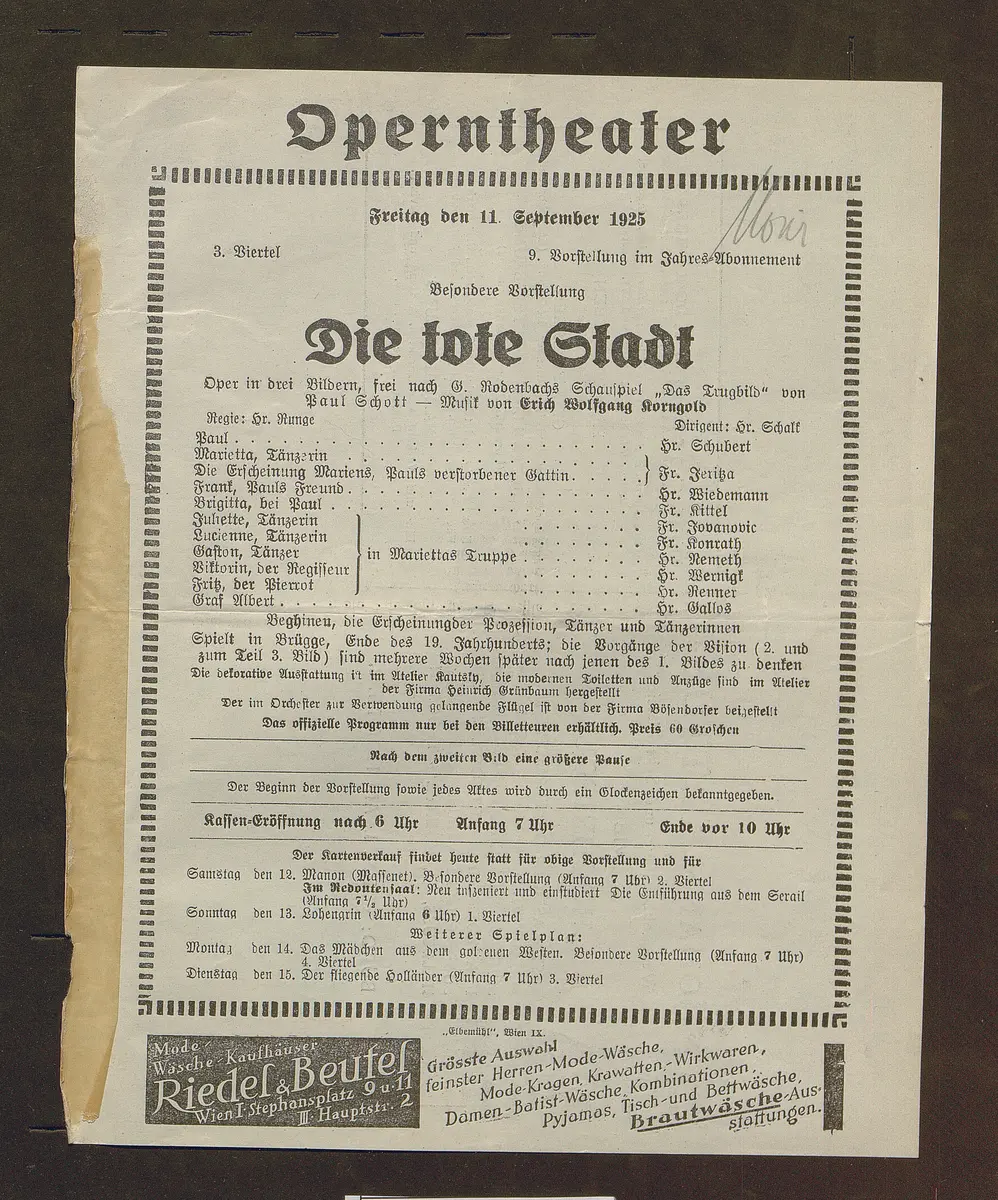 Operntheater
Freitag den 11. September 1925
3. Viertel 9. Vorstellung im Jahres-Abonnement
Besondere Vorstellung
Die tote Stadt
Oper in drei Bildern, frei nach G. Rodenbachs Schauspiel „Das Trugbild“ von
Paul Schott — Musik von Erich Wolfgang Korngold
Regie: Hr. Runge Dirigent: Hr. Schalk
Paul . . . . . . . . . . Hr. Schubert
Marietta, Tänzerin . . . . . . . . . .
Die Erscheinung Mariens, Pauls verstorbener Gattin . . . . . } Fr. Jeritza
Frank, Pauls Freund . . . . . . . . . . Hr. Wiedemann
Brigitta, bei Paul . . . . . . . . . . Fr. Kittel
Juliette, Tänzerin . . . . . . . . Fr. Jovanovic
Lucienne, Tänzerin . . . . . . . . Fr. Konrath
Gaston, Tänzer } in Mariettas Truppe . . . . . . . . Hr. Nemeth
Viktorin, der Regisseur . . . . . . . . Hr. Wernigk
Fritz, der Pierrot . . . . . . . . Hr. Renner
Graf Albert . . . . . . . . . . Hr. Gallos
Beghineu, die Erscheinungder Prozession, Tänzer und Tänzerinnen
Spielt in Brügge, Ende des 19. Jahrhunderts; die Vorgänge der Vision (2. und
zum Teil 3. Bild) sind mehrere Wochen später nach jenen des 1. Bildes zu denken
Die dekorative Ausstattung ist im Atelier Kautsky, die modernen Toiletten und Anzüge sind im Atelier
der Firma Heinrich Grünbaum hergestellt
Der im Orchester zur Verwendung gelangende Flügel ist von der Firma Bösendorfer beigestellt
Das offizielle Programm nur bei den Billetteuren erhältlich. Preis 60 Groschen
Nach dem zweiten Bild eine größere Pause
Der Beginn der Vorstellung sowie jedes Aktes wird durch ein Glockenzeichen bekanntgegeben.
Kassen-Eröffnung nach 6 Uhr Anfang 7 Uhr Ende vor 10 Uhr
Der Kartenverkauf findet heute statt für obige Vorstellung und für
Samstag den 12. Manon (Massenet). Besondere Vorstellung (Anfang 7 Uhr) 2. Viertel
Im Redoutensaal: Neu inszeniert und einstudiert Die Entführung aus dem Serail
(Anfang 7½ Uhr)
Sonntag den 13. Lohengrin (Anfang 6 Uhr) 1. Viertel
Weiterer Spielplan:
Montag den 14. Das Mädchen aus dem goldenen Westen. Besondere Vorstellung (Anfang 7 Uhr)
4. Viertel
Dienstag den 15. Der fliegende Holländer (Anfang 7 Uhr) 3. Viertel
„Elbemühl“, Wien IX.
Mode
Wäsche-Kaufhäuser
Riedel & Beutel
Wien I. Stephansplatz 9 u. 11
III. Hauptstr. 2
Grösste Auswahl
feinster Herren-Mode-Wäsche,
Mode-Kragen, Krawatten-Wirkwaren,
Damen-Batist-Wäsche, Kombinationen,
Pyjamas, Tisch-und Bettwäsche,
Brautwäsche-Aus-
stattungen.